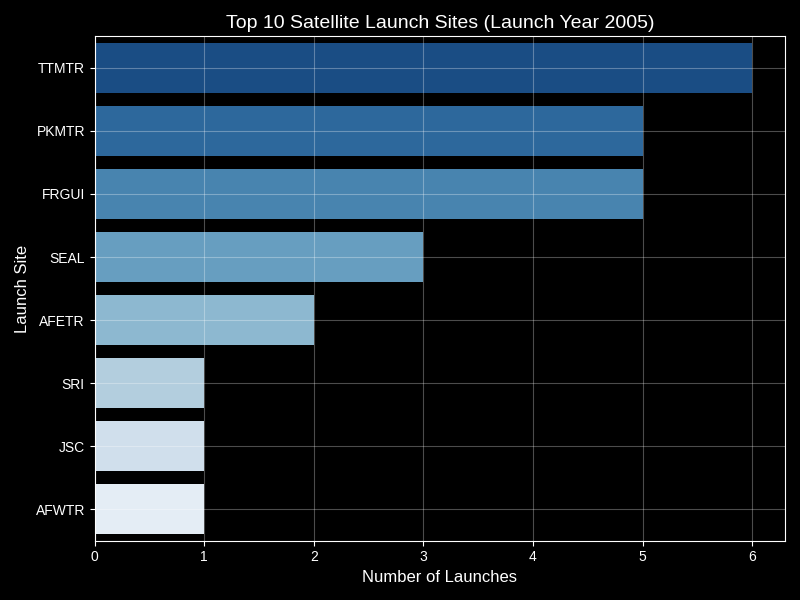 Top 10 Satellite Launch Sites (Launch Year 2005)
Launch Site
TTMTR
PKMTR
FRGUI
SEAL
AFETR
SRI
JSC
AFWTR
0 1 2 3 4 5 6
Number of Launches